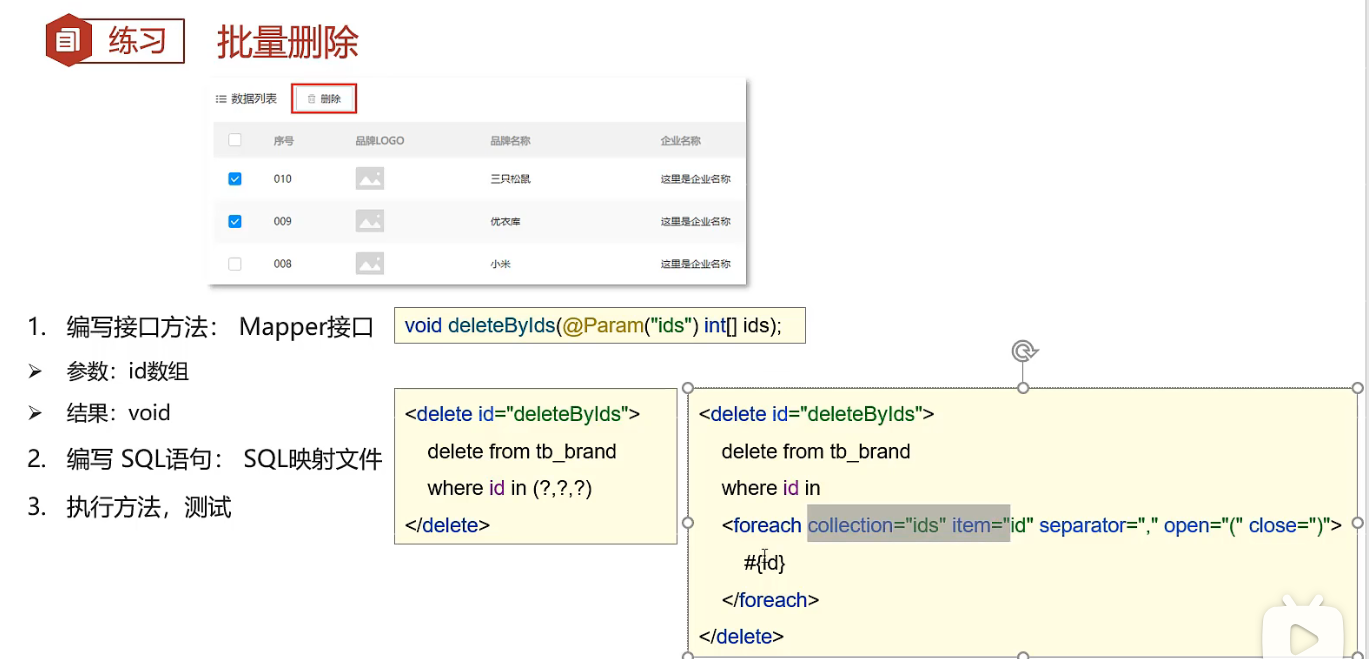 练习 批量删除
数据列表 删除
序号 品牌LOGO 品牌名称 企业名称
010 三只松鼠 这里是企业名称
009 优衣库 这里是企业名称
008 小米 这里是企业名称
1. 编写接口方法： Mapper接口 void deleteByIds(@Param("ids") int[] ids);
参数：id数组
结果：void
2. 编写 SQL语句： SQL映射文件
3. 执行方法，测试
<delete id="deleteByIds">
delete from tb_brand
where id in (?,?,?)
</delete>
<delete id="deleteByIds">
delete from tb_brand
where id in
<foreach collection="ids" item="id" separator="," open="(" close=")">
#{id}
</foreach>
</delete>